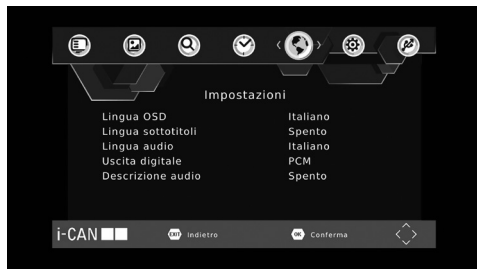 Impostazioni
Lingua OSD Italiano
Lingua sottotitoli Spento
Lingua audio Italiano
Uscita digitale PCM
Descrizione audio Spento
i-CAN EXIT Indietro OK Conferma